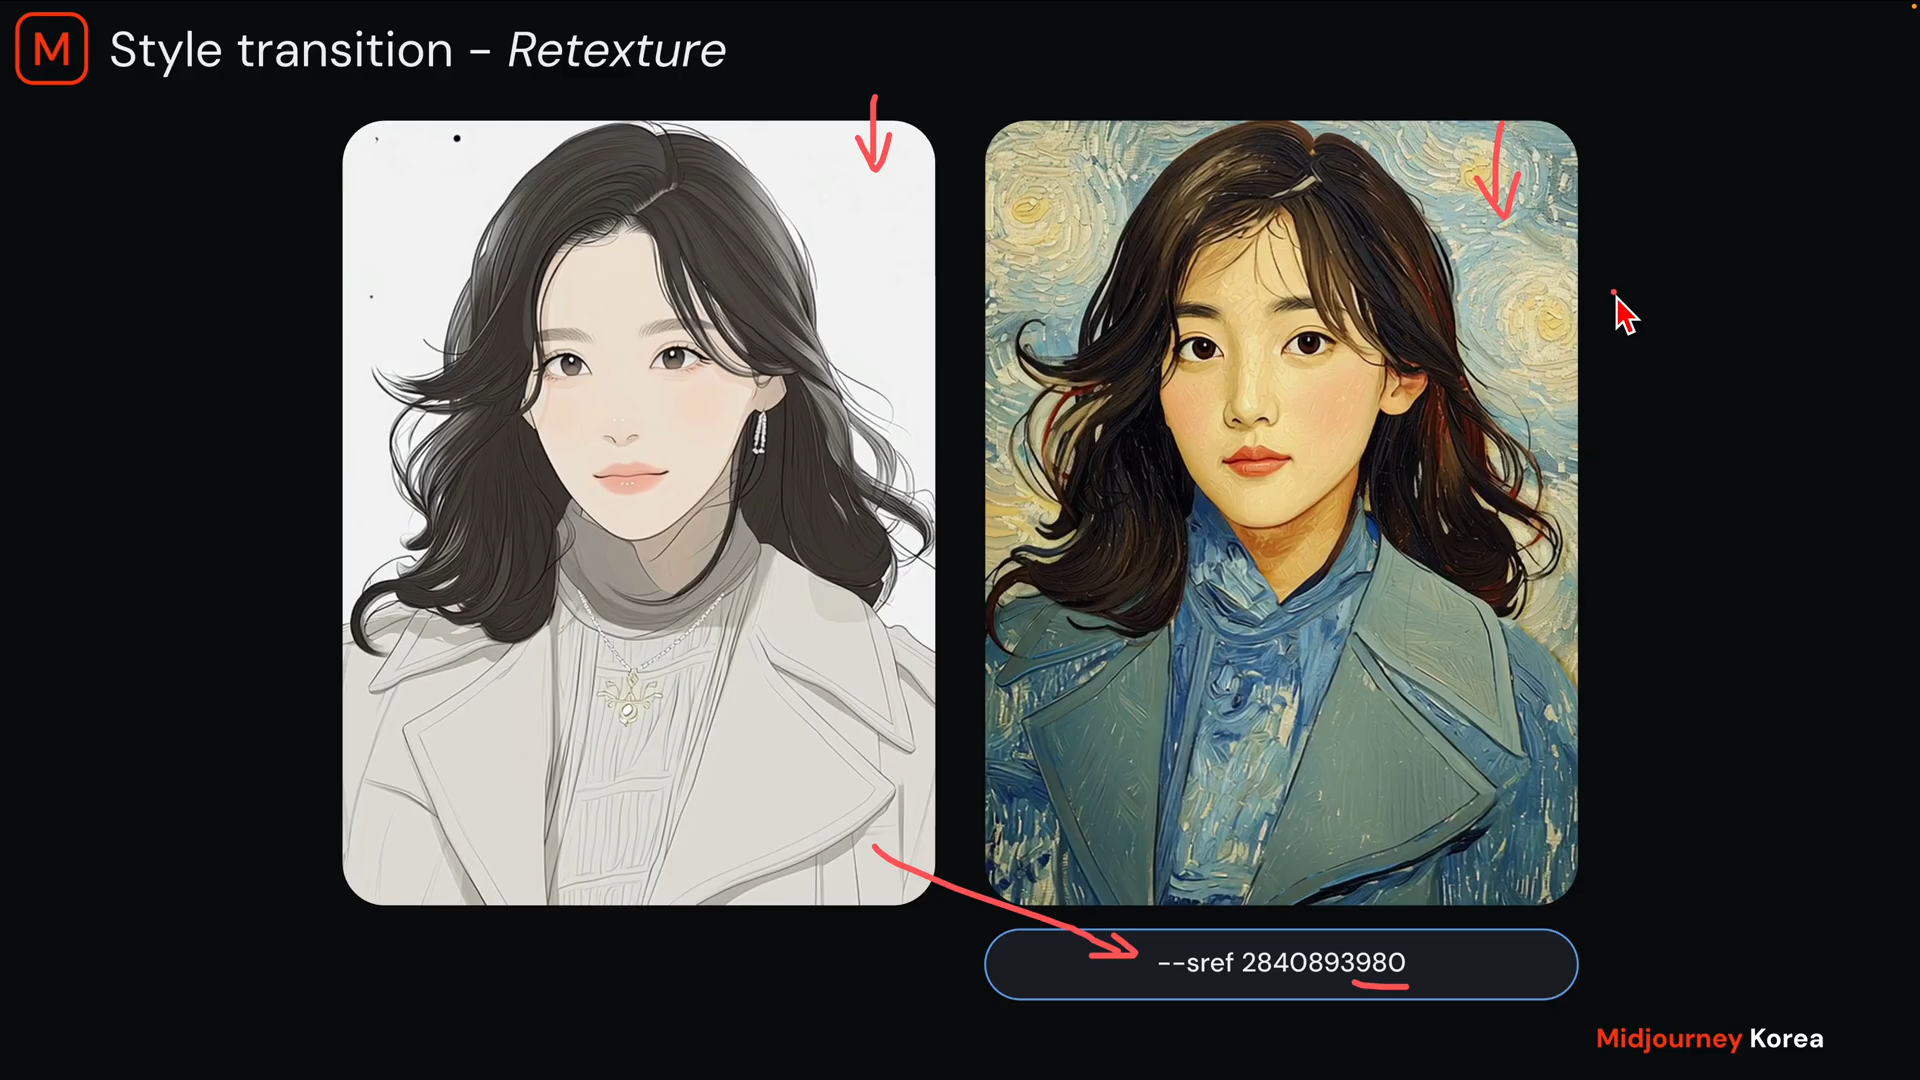 M
Style transition - Retexture
--sref 2840893980
Midjourney Korea